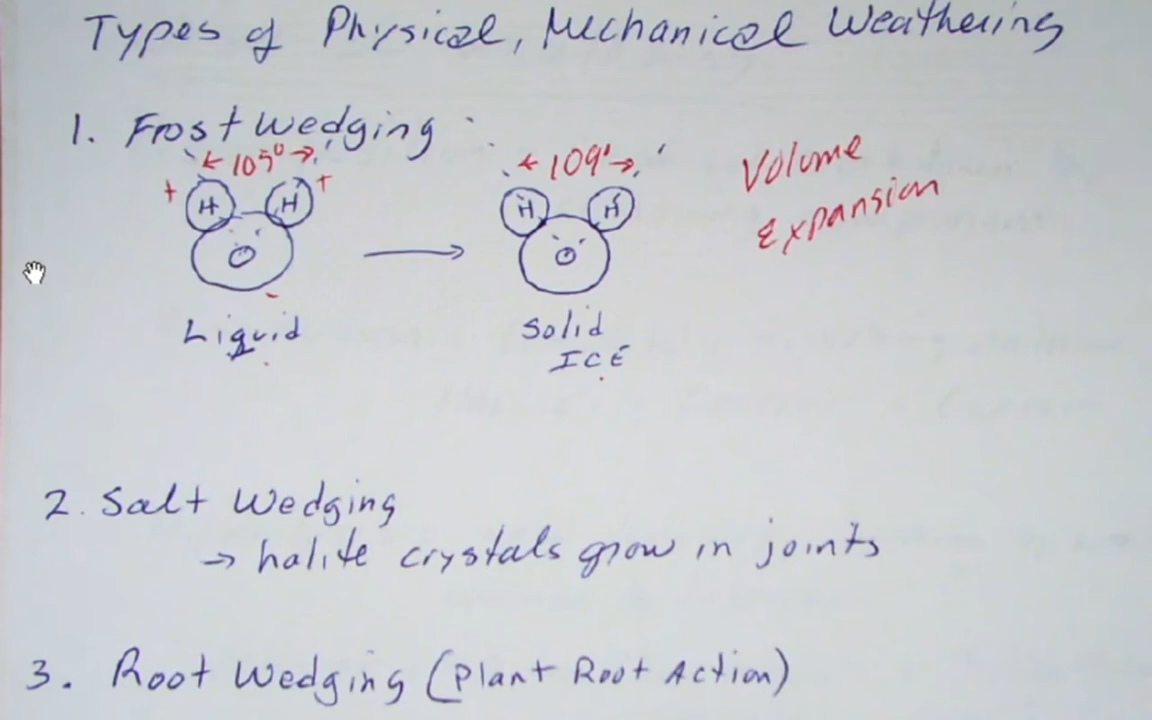 Types of Physical, Mechanical Weathering
1. Frost Wedging
← 105° → ← 109° → Volume
+ H H + H H Expansion
O → O
-
Liquid Solid
ICE
2. Salt Wedging
→ halite crystals grow in joints
3. Root Wedging (Plant Root Action)